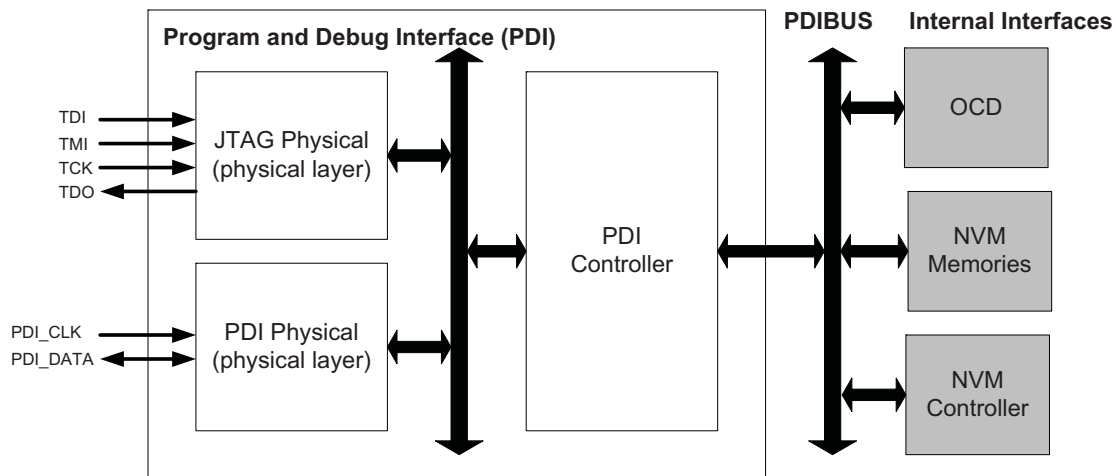 Program and Debug Interface (PDI)
PDIBUS
Internal Interfaces
TDI
TMI
TCK
TDO
JTAG Physical
(physical layer)
PDI_CLK
PDI_DATA
PDI Physical
(physical layer)
PDI
Controller
OCD
NVM
Memories
NVM
Controller